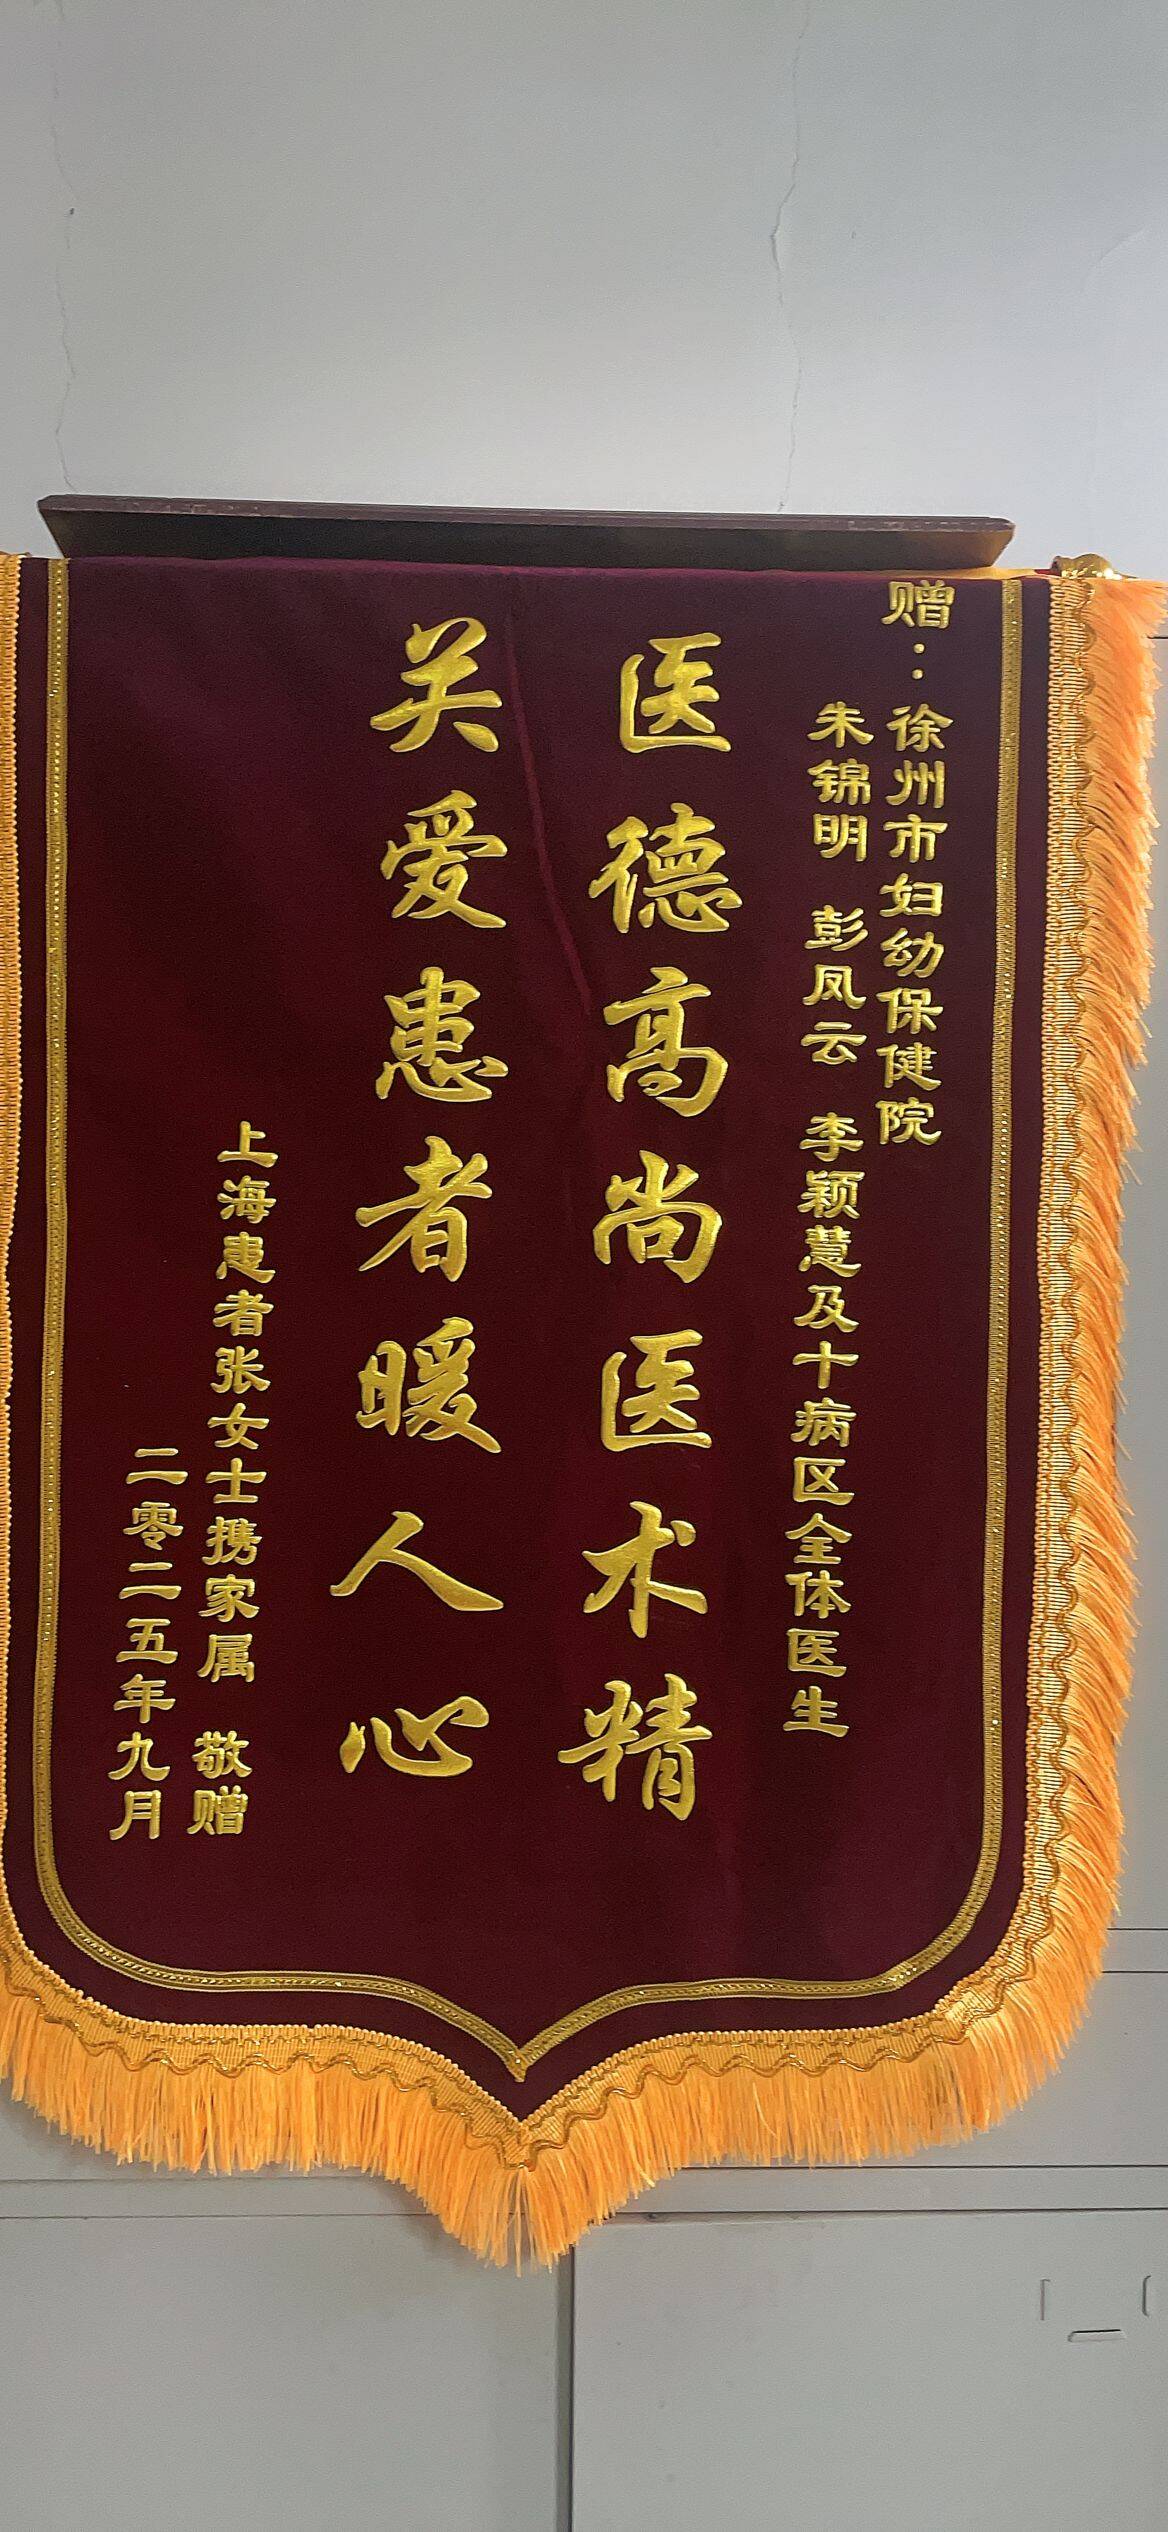 赠：徐州市妇幼保健院
朱锦明 彭凤云 李颖慧及十病区全体医生
医德高尚医术精
关爱患者暖人心
上海患者张女士携家属 敬赠
二零二五年九月